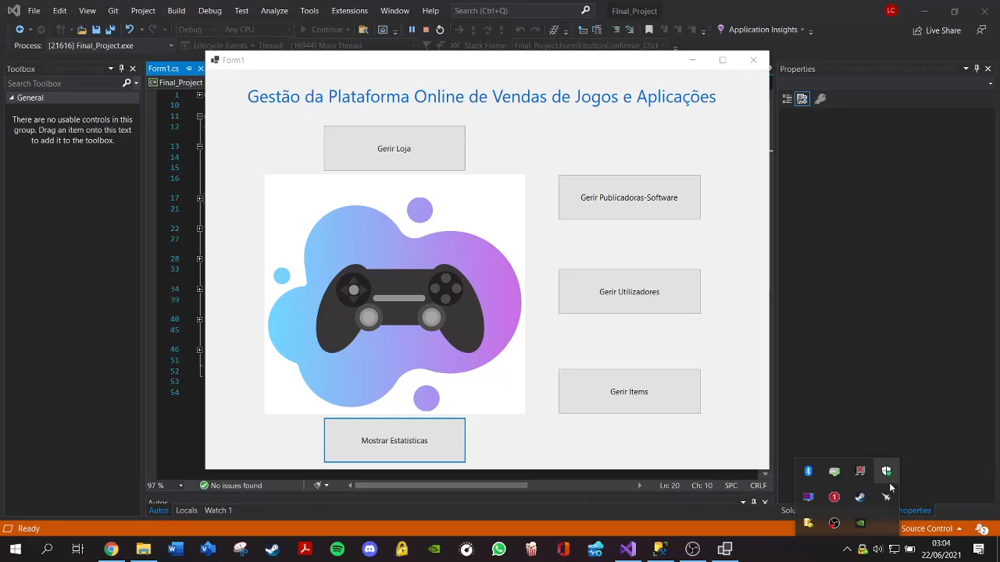 File Edit View Git Project Build Debug Test Analyze Tools Extensions Window Help Search (Ctrl+Q) Final_Project LC
Debug Any CPU Continue Application Insights Live Share
Process: [21616] Final_Project.exe Lifecycle Events Thread: [16944] Main Thread Stack Frame: Final_Project.Form9.buttonConfirmar_Click
Toolbox Form1.cs Form1 Properties
Search Toolbox Final_Project
General
There are no usable controls in this
group. Drag an item onto this text
to add it to the toolbox.
1
10
11
12
13
14
15
16
17
21
22
27
28
33
34
39
40
45
46
51
52
53
54
Gestão da Plataforma Online de Vendas de Jogos e Aplicações
Gerir Loja
Gerir Publicadoras-Software
Gerir Utilizadores
Gerir Items
Mostrar Estatisticas
97 % No issues found Ln: 20 Ch: 10 SPC CRLF
Autos
Autos Locals Watch 1 Properties
Ready Source Control 2
1
03:04
22/06/2021